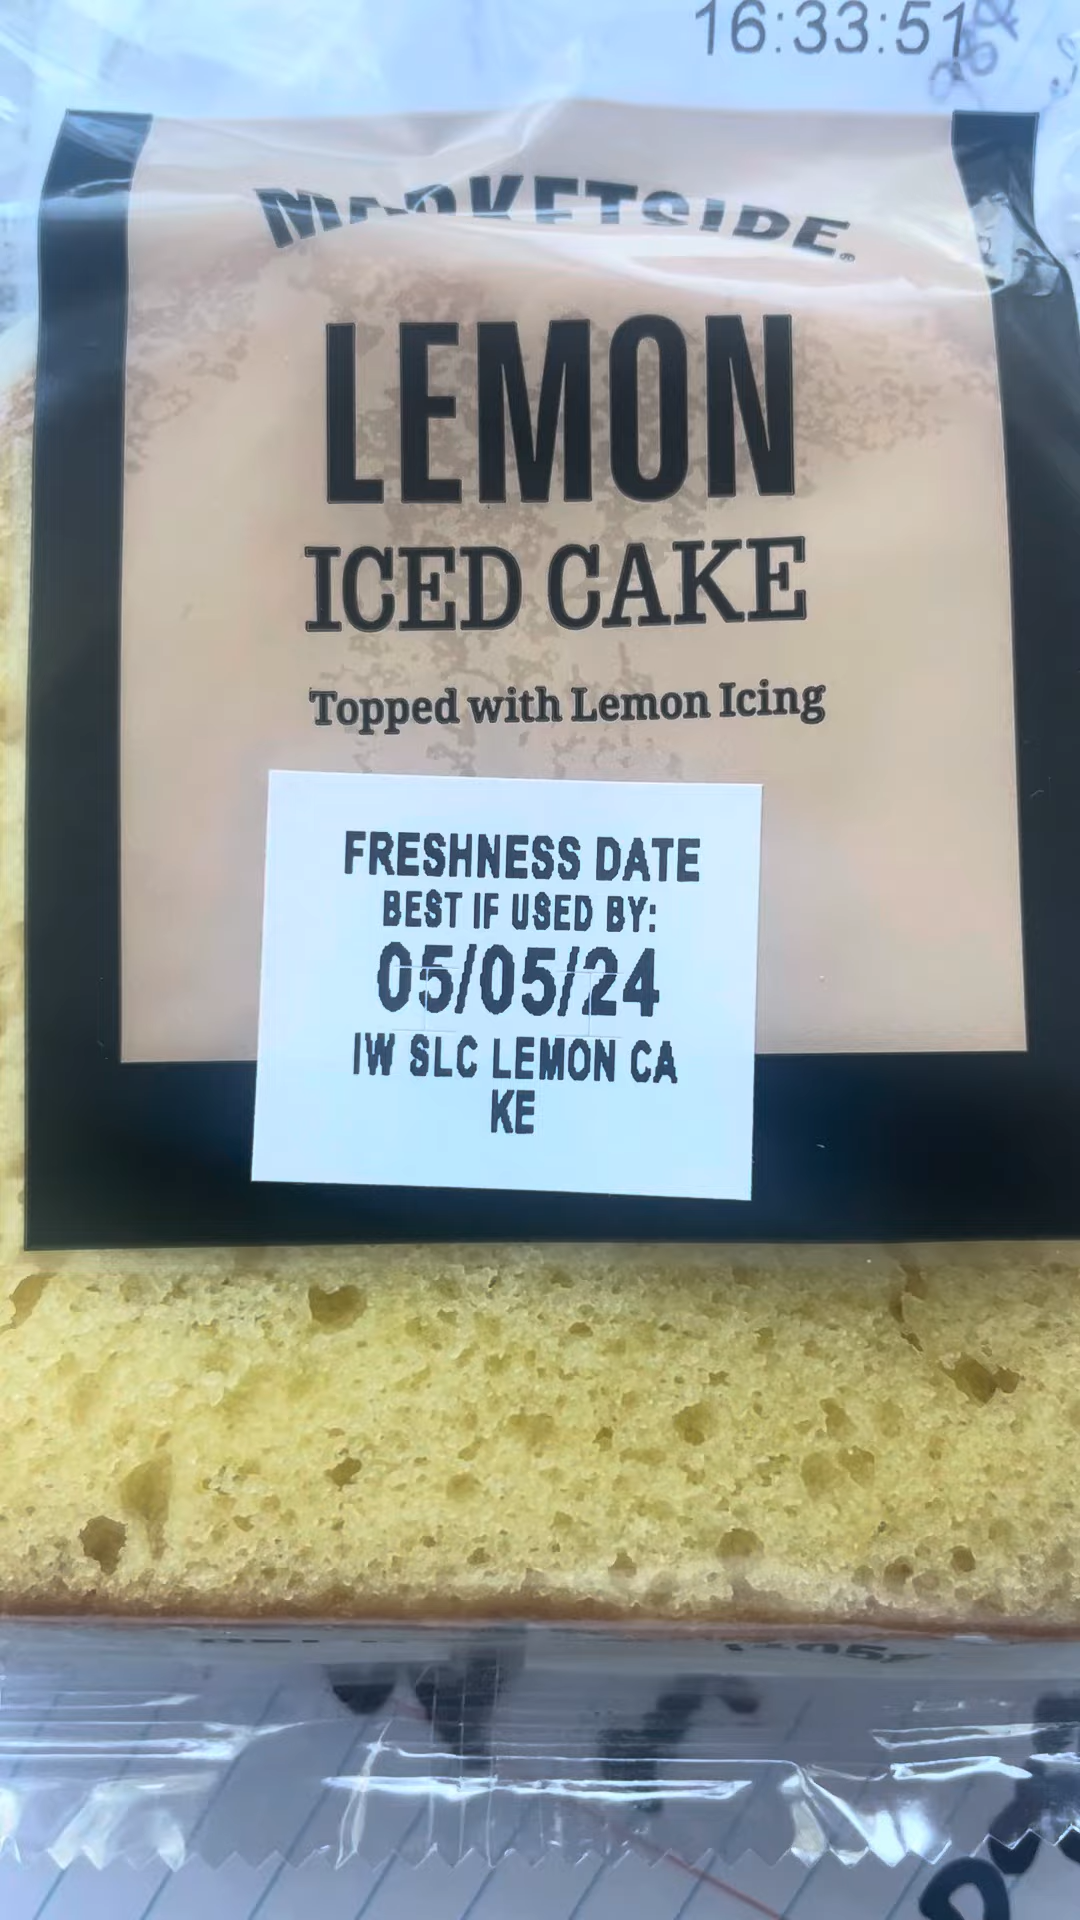 16:33:51
MARKETSIDE®
LEMON
ICED CAKE
Topped with Lemon Icing
FRESHNESS DATE
BEST IF USED BY:
05/05/24
IW SLC LEMON CA
KE